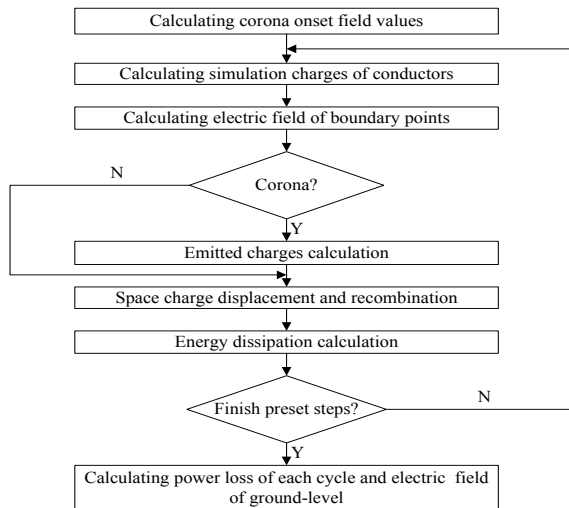 Calculating corona onset field values
Calculating simulation charges of conductors
Calculating electric field of boundary points
N
Corona?
Y
Emitted charges calculation
Space charge displacement and recombination
Energy dissipation calculation
Finish preset steps?
N
Y
Calculating power loss of each cycle and electric field
of ground-level